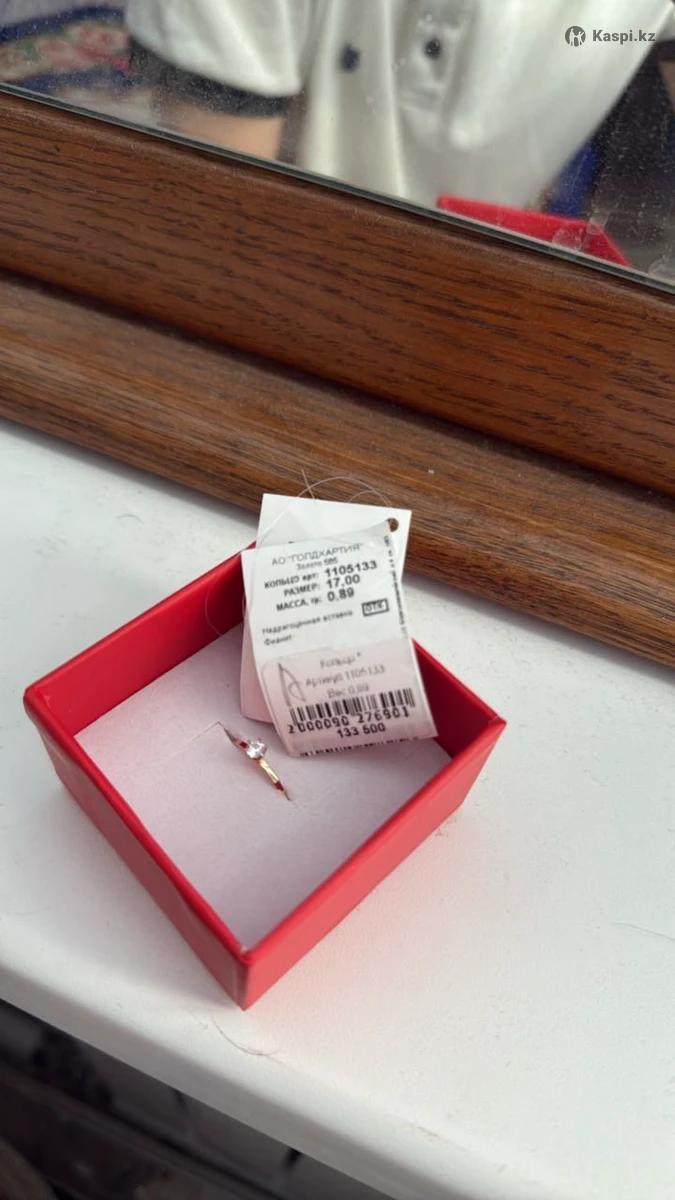 Kaspi.kz
АО "ГОЛДХАРТИЯ"
Золото 585
КОЛЬЦО арт: 1105133
РАЗМЕР: 17,00
МАССА, гр: 0,89
ОТК
Недрагоценная вставка
Фианит
Кольцо *
Артикул 1105133
Вес 0,89
2000090 276901
133 500